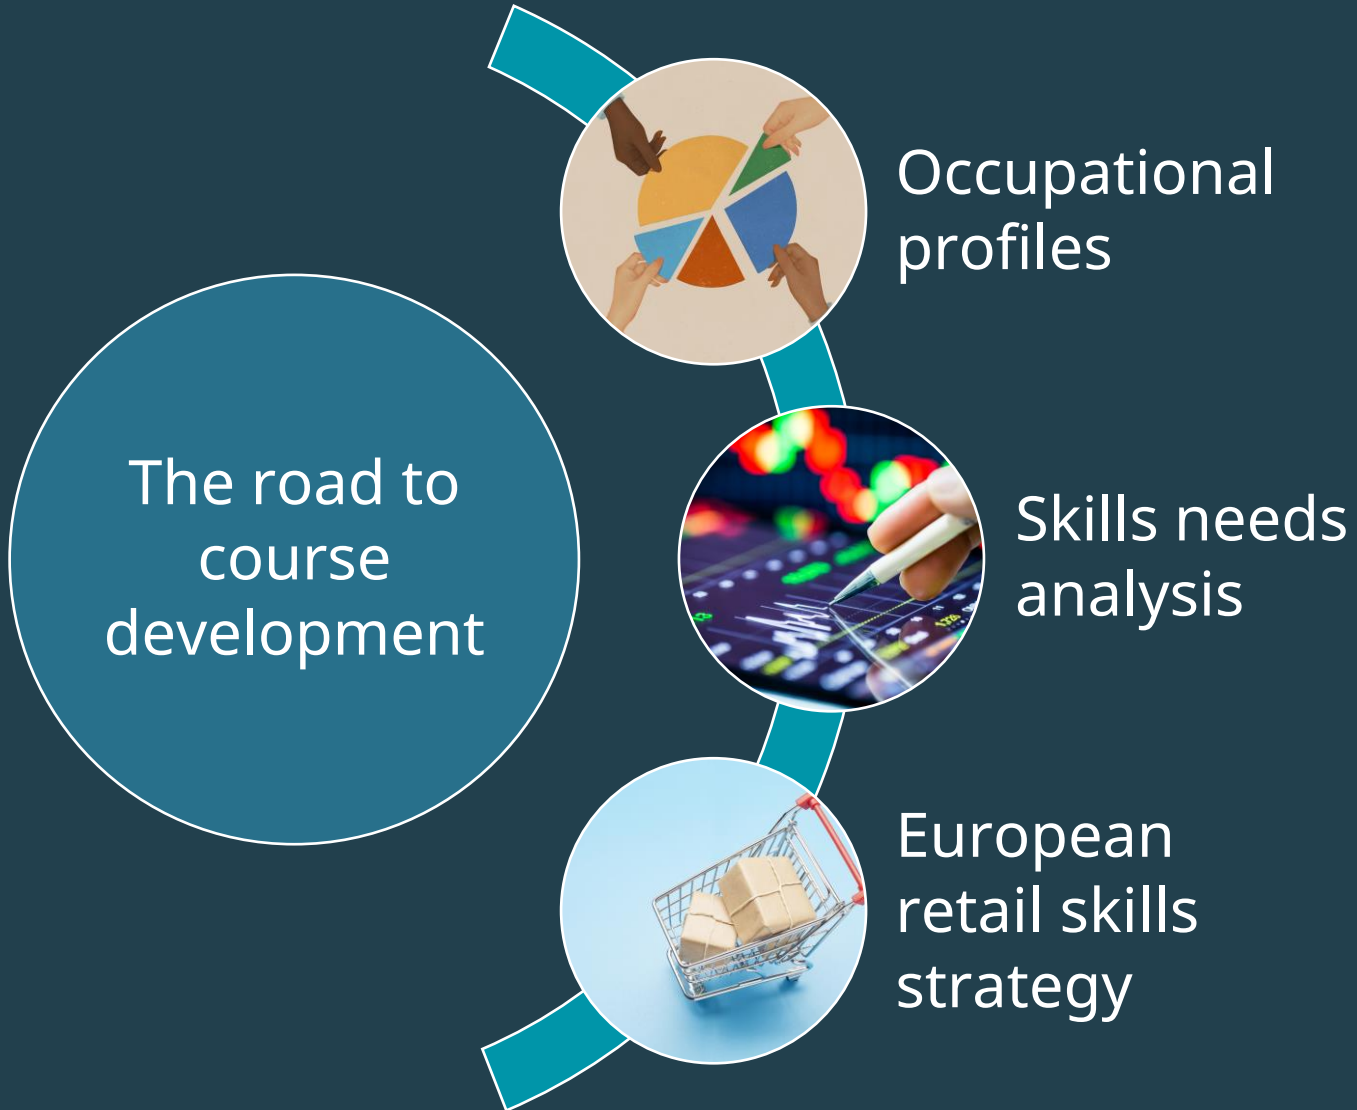 The road to
course
development
Occupational
profiles
Skills needs
analysis
European
retail skills
strategy